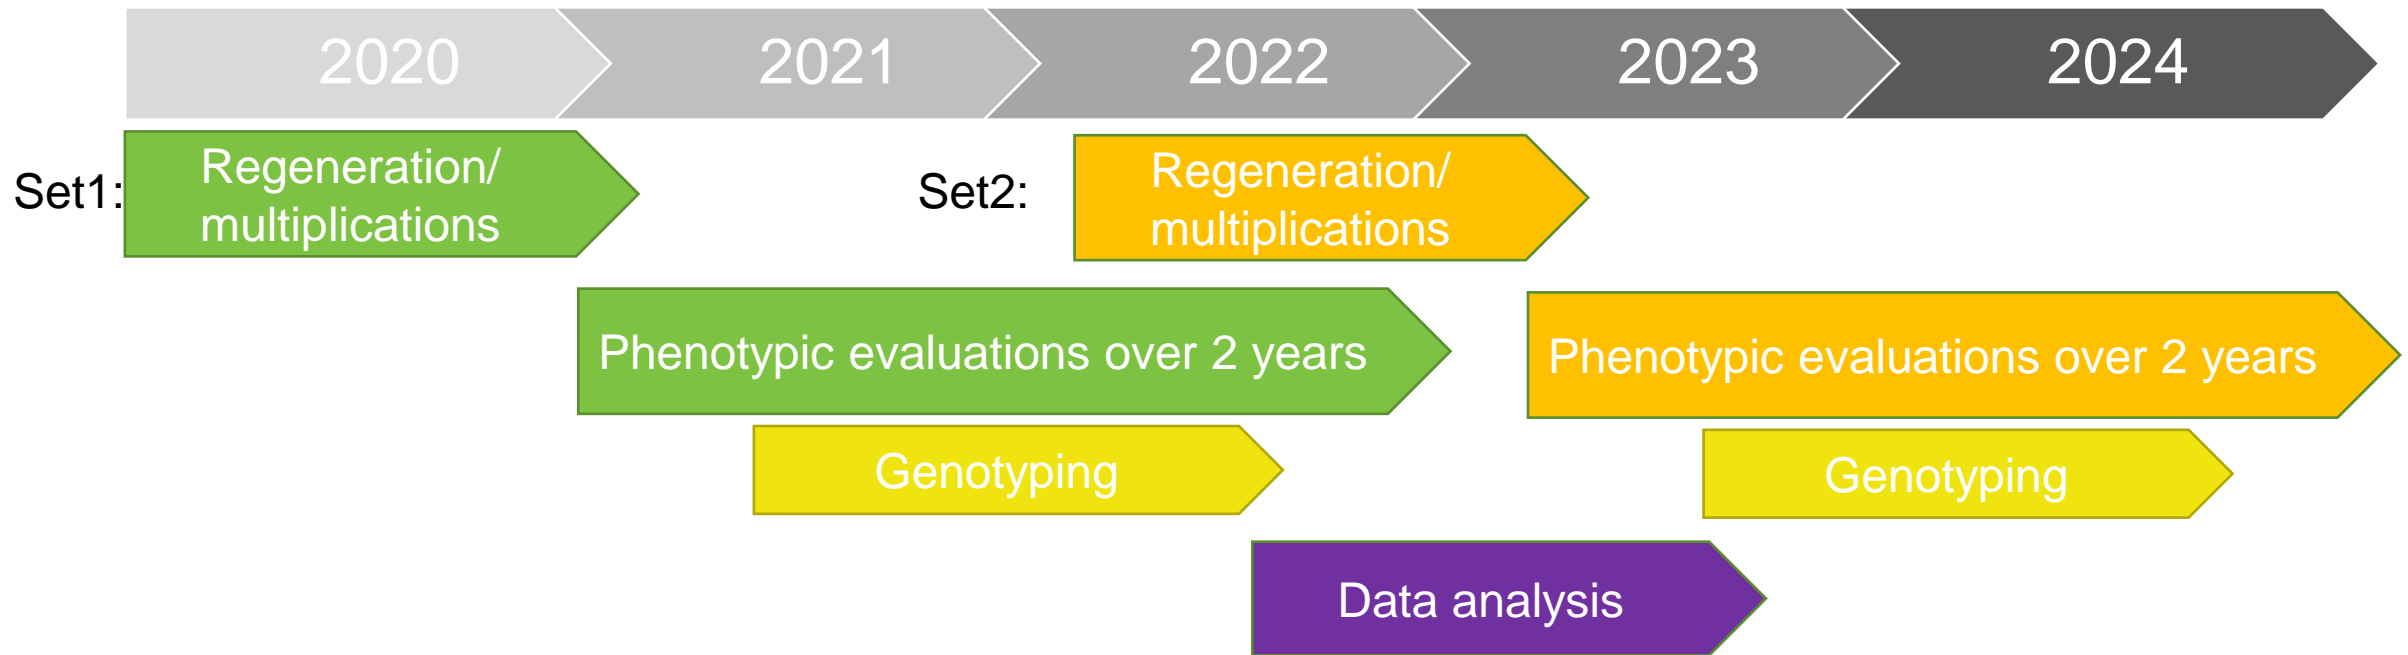 2020
2021
2022
2023
2024
Set1:
Regeneration/
multiplications
Set2:
Regeneration/
multiplications
Phenotypic evaluations over 2 years
Phenotypic evaluations over 2 years
Genotyping
Genotyping
Data analysis